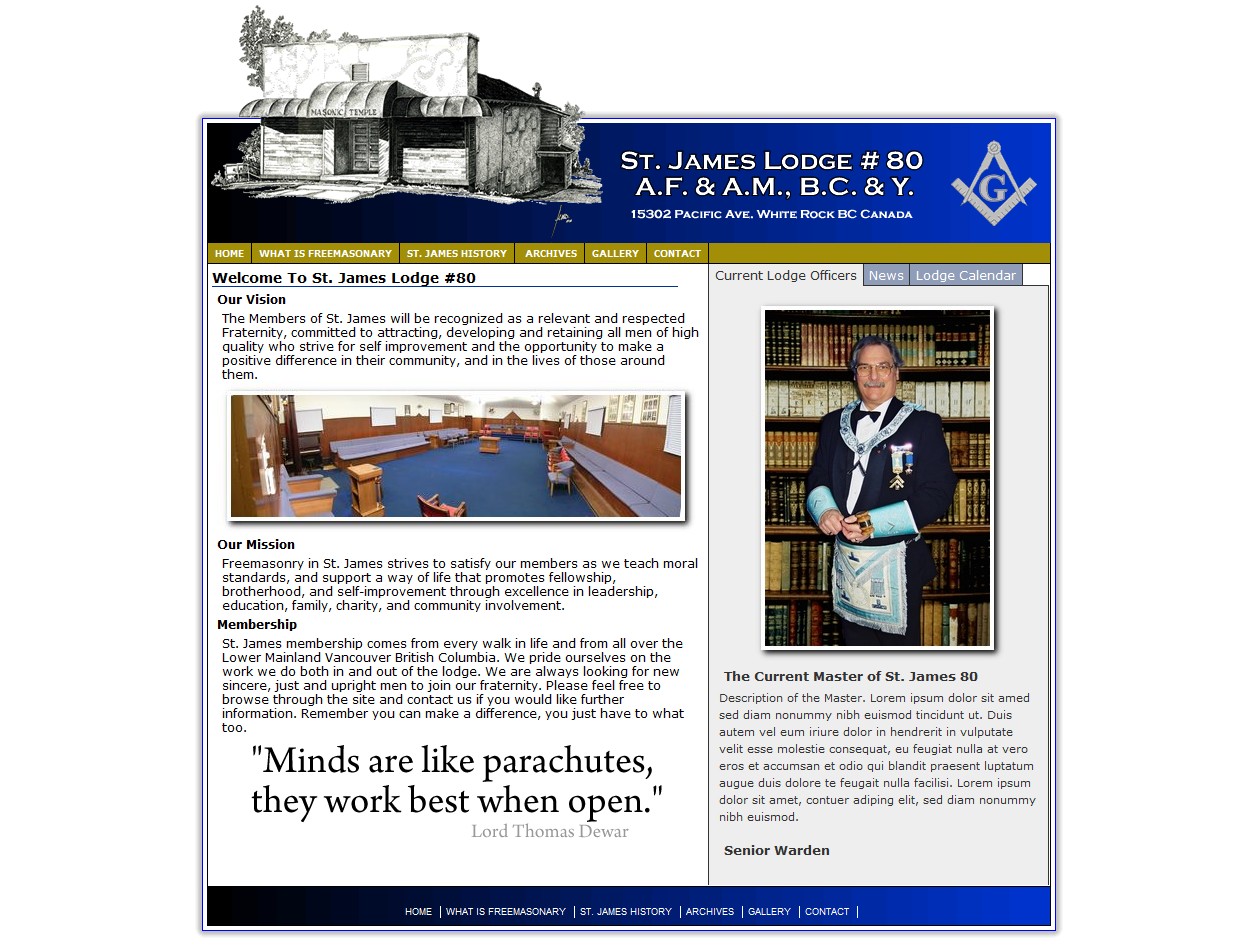 MASONIC TEMPLE
ST. JAMES LODGE # 80
A.F. & A.M., B.C. & Y.
15302 PACIFIC AVE, WHITE ROCK BC CANADA
G
HOME WHAT IS FREEMASONARY ST. JAMES HISTORY ARCHIVES GALLERY CONTACT
Welcome To St. James Lodge #80
Our Vision
The Members of St. James will be recognized as a relevant and respected
Fraternity, committed to attracting, developing and retaining all men of high
quality who strive for self improvement and the opportunity to make a
positive difference in their community, and in the lives of those around
them.
Our Mission
Freemasonry in St. James strives to satisfy our members as we teach moral
standards, and support a way of life that promotes fellowship,
brotherhood, and self-improvement through excellence in leadership,
education, family, charity, and community involvement.
Membership
St. James membership comes from every walk in life and from all over the
Lower Mainland Vancouver British Columbia. We pride ourselves on the
work we do both in and out of the lodge. We are always looking for new
sincere, just and upright men to join our fraternity. Please feel free to
browse through the site and contact us if you would like further
information. Remember you can make a difference, you just have to what
too.
"Minds are like parachutes,
they work best when open."
Lord Thomas Dewar
Current Lodge Officers News Lodge Calendar
The Current Master of St. James 80
Description of the Master. Lorem ipsum dolor sit amed
sed diam nonummy nibh euismod tincidunt ut. Duis
autem vel eum iriure dolor in hendrerit in vulputate
velit esse molestie consequat, eu feugiat nulla at vero
eros et accumsan et odio qui blandit praesent luptatum
augue duis dolore te feugait nulla facilisi. Lorem ipsum
dolor sit amet, contuer adiping elit, sed diam nonummy
nibh euismod.
Senior Warden
HOME WHAT IS FREEMASONARY ST. JAMES HISTORY ARCHIVES GALLERY CONTACT